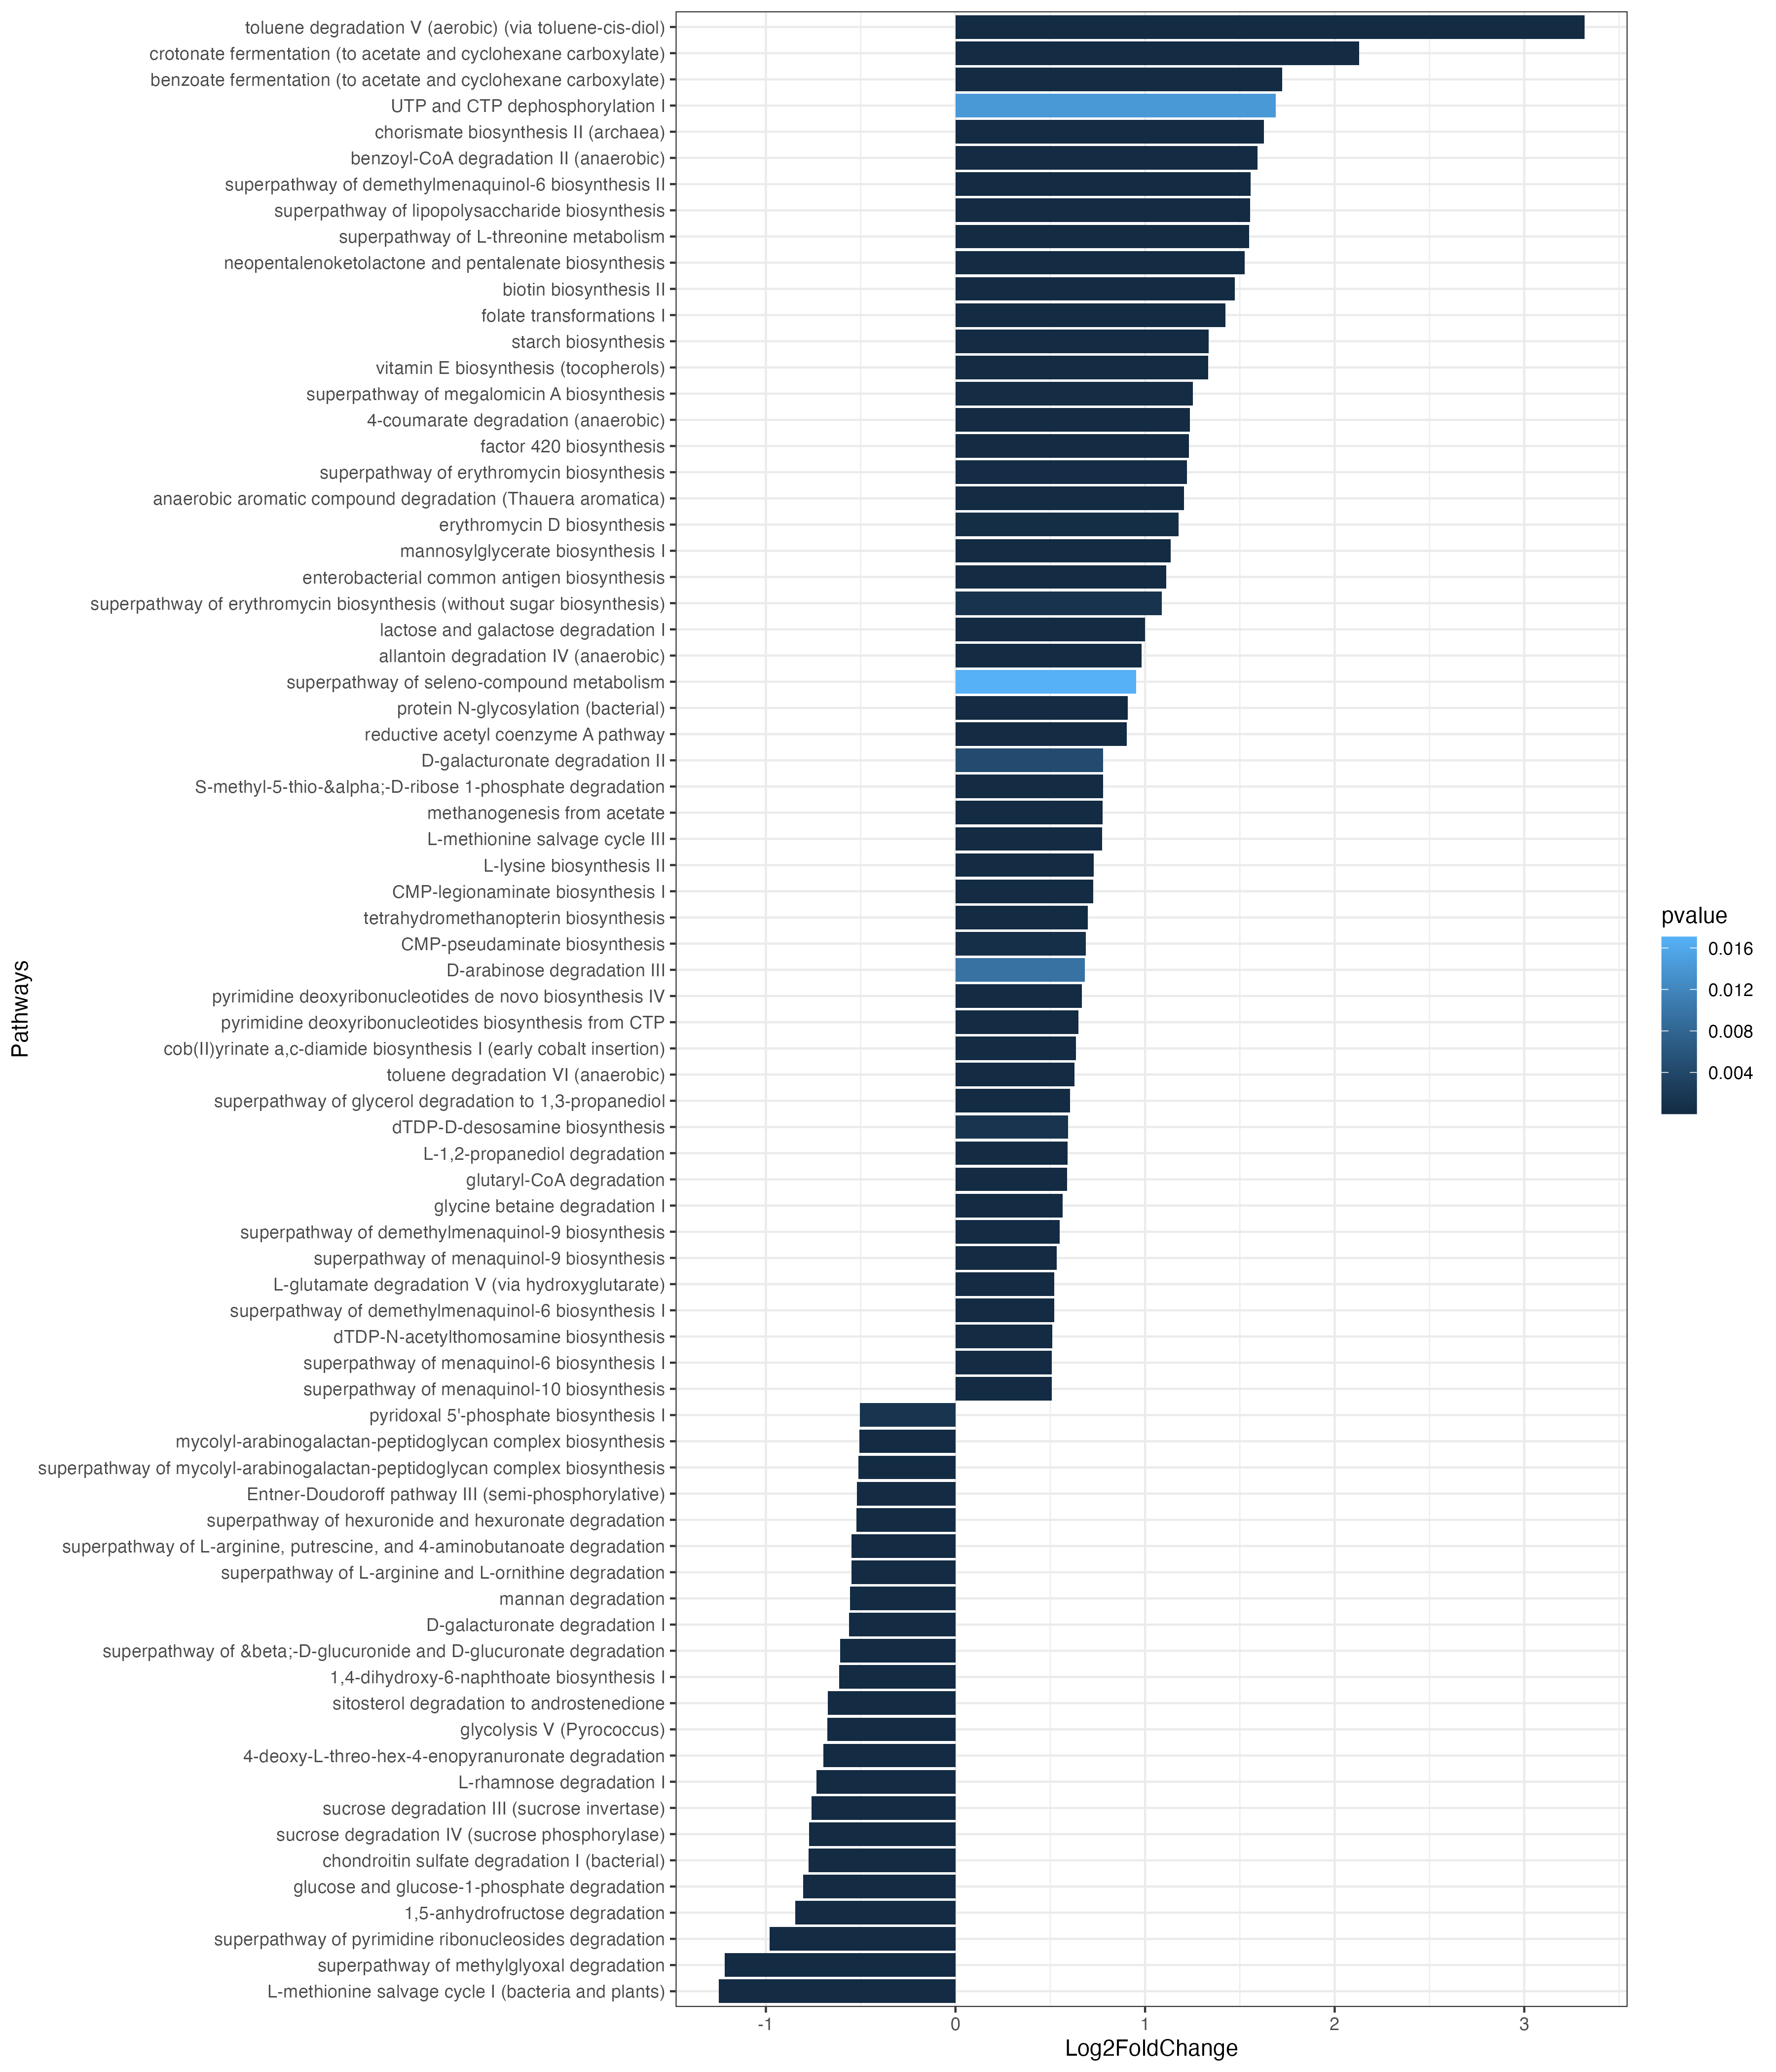 toluene degradation V (aerobic) (via toluene-cis-diol)
crotonate fermentation (to acetate and cyclohexane carboxylate)
benzoate fermentation (to acetate and cyclohexane carboxylate)
UTP and CTP dephosphorylation I
chorismate biosynthesis II (archaea)
benzoyl-CoA degradation II (anaerobic)
superpathway of demethylmenaquinol-6 biosynthesis II
superpathway of lipopolysaccharide biosynthesis
superpathway of L-threonine metabolism
neopentalenoketolactone and pentalenate biosynthesis
biotin biosynthesis II
folate transformations I
starch biosynthesis
vitamin E biosynthesis (tocopherols)
superpathway of megalomicin A biosynthesis
4-coumarate degradation (anaerobic)
factor 420 biosynthesis
superpathway of erythromycin biosynthesis
anaerobic aromatic compound degradation (Thauera aromatica)
erythromycin D biosynthesis
mannosylglycerate biosynthesis I
enterobacterial common antigen biosynthesis
superpathway of erythromycin biosynthesis (without sugar biosynthesis)
lactose and galactose degradation I
allantoin degradation IV (anaerobic)
superpathway of seleno-compound metabolism
protein N-glycosylation (bacterial)
reductive acetyl coenzyme A pathway
D-galacturonate degradation II
S-methyl-5-thio-&alpha;-D-ribose 1-phosphate degradation
methanogenesis from acetate
L-methionine salvage cycle III
L-lysine biosynthesis II
CMP-legionaminate biosynthesis I
tetrahydromethanopterin biosynthesis
CMP-pseudaminate biosynthesis
D-arabinose degradation III
pyrimidine deoxyribonucleotides de novo biosynthesis IV
pyrimidine deoxyribonucleotides biosynthesis from CTP
cob(II)yrinate a,c-diamide biosynthesis I (early cobalt insertion)
toluene degradation VI (anaerobic)
superpathway of glycerol degradation to 1,3-propanediol
dTDP-D-desosamine biosynthesis
L-1,2-propanediol degradation
glutaryl-CoA degradation
glycine betaine degradation I
superpathway of demethylmenaquinol-9 biosynthesis
superpathway of menaquinol-9 biosynthesis
L-glutamate degradation V (via hydroxyglutarate)
superpathway of demethylmenaquinol-6 biosynthesis I
dTDP-N-acetylthomosamine biosynthesis
superpathway of menaquinol-6 biosynthesis I
superpathway of menaquinol-10 biosynthesis
pyridoxal 5'-phosphate biosynthesis I
mycolyl-arabinogalactan-peptidoglycan complex biosynthesis
superpathway of mycolyl-arabinogalactan-peptidoglycan complex biosynthesis
Entner-Doudoroff pathway III (semi-phosphorylative)
superpathway of hexuronide and hexuronate degradation
superpathway of L-arginine, putrescine, and 4-aminobutanoate degradation
superpathway of L-arginine and L-ornithine degradation
mannan degradation
D-galacturonate degradation I
superpathway of &beta;-D-glucuronide and D-glucuronate degradation
1,4-dihydroxy-6-naphthoate biosynthesis I
sitosterol degradation to androstenedione
glycolysis V (Pyrococcus)
4-deoxy-L-threo-hex-4-enopyranuronate degradation
L-rhamnose degradation I
sucrose degradation III (sucrose invertase)
sucrose degradation IV (sucrose phosphorylase)
chondroitin sulfate degradation I (bacterial)
glucose and glucose-1-phosphate degradation
1,5-anhydrofructose degradation
superpathway of pyrimidine ribonucleosides degradation
superpathway of methylglyoxal degradation
L-methionine salvage cycle I (bacteria and plants)
Pathways
-1 0 1 2 3
Log2FoldChange
pvalue
0.016
0.012
0.008
0.004